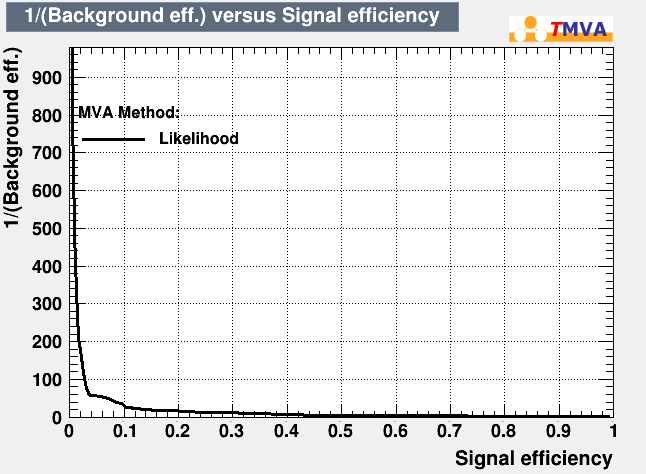 1/(Background eff.) versus Signal efficiency
TMVA
1/(Background eff.)
900
800
700
600
500
400
300
200
100
0
MVA Method:
Likelihood
0 0.1 0.2 0.3 0.4 0.5 0.6 0.7 0.8 0.9 1
Signal efficiency